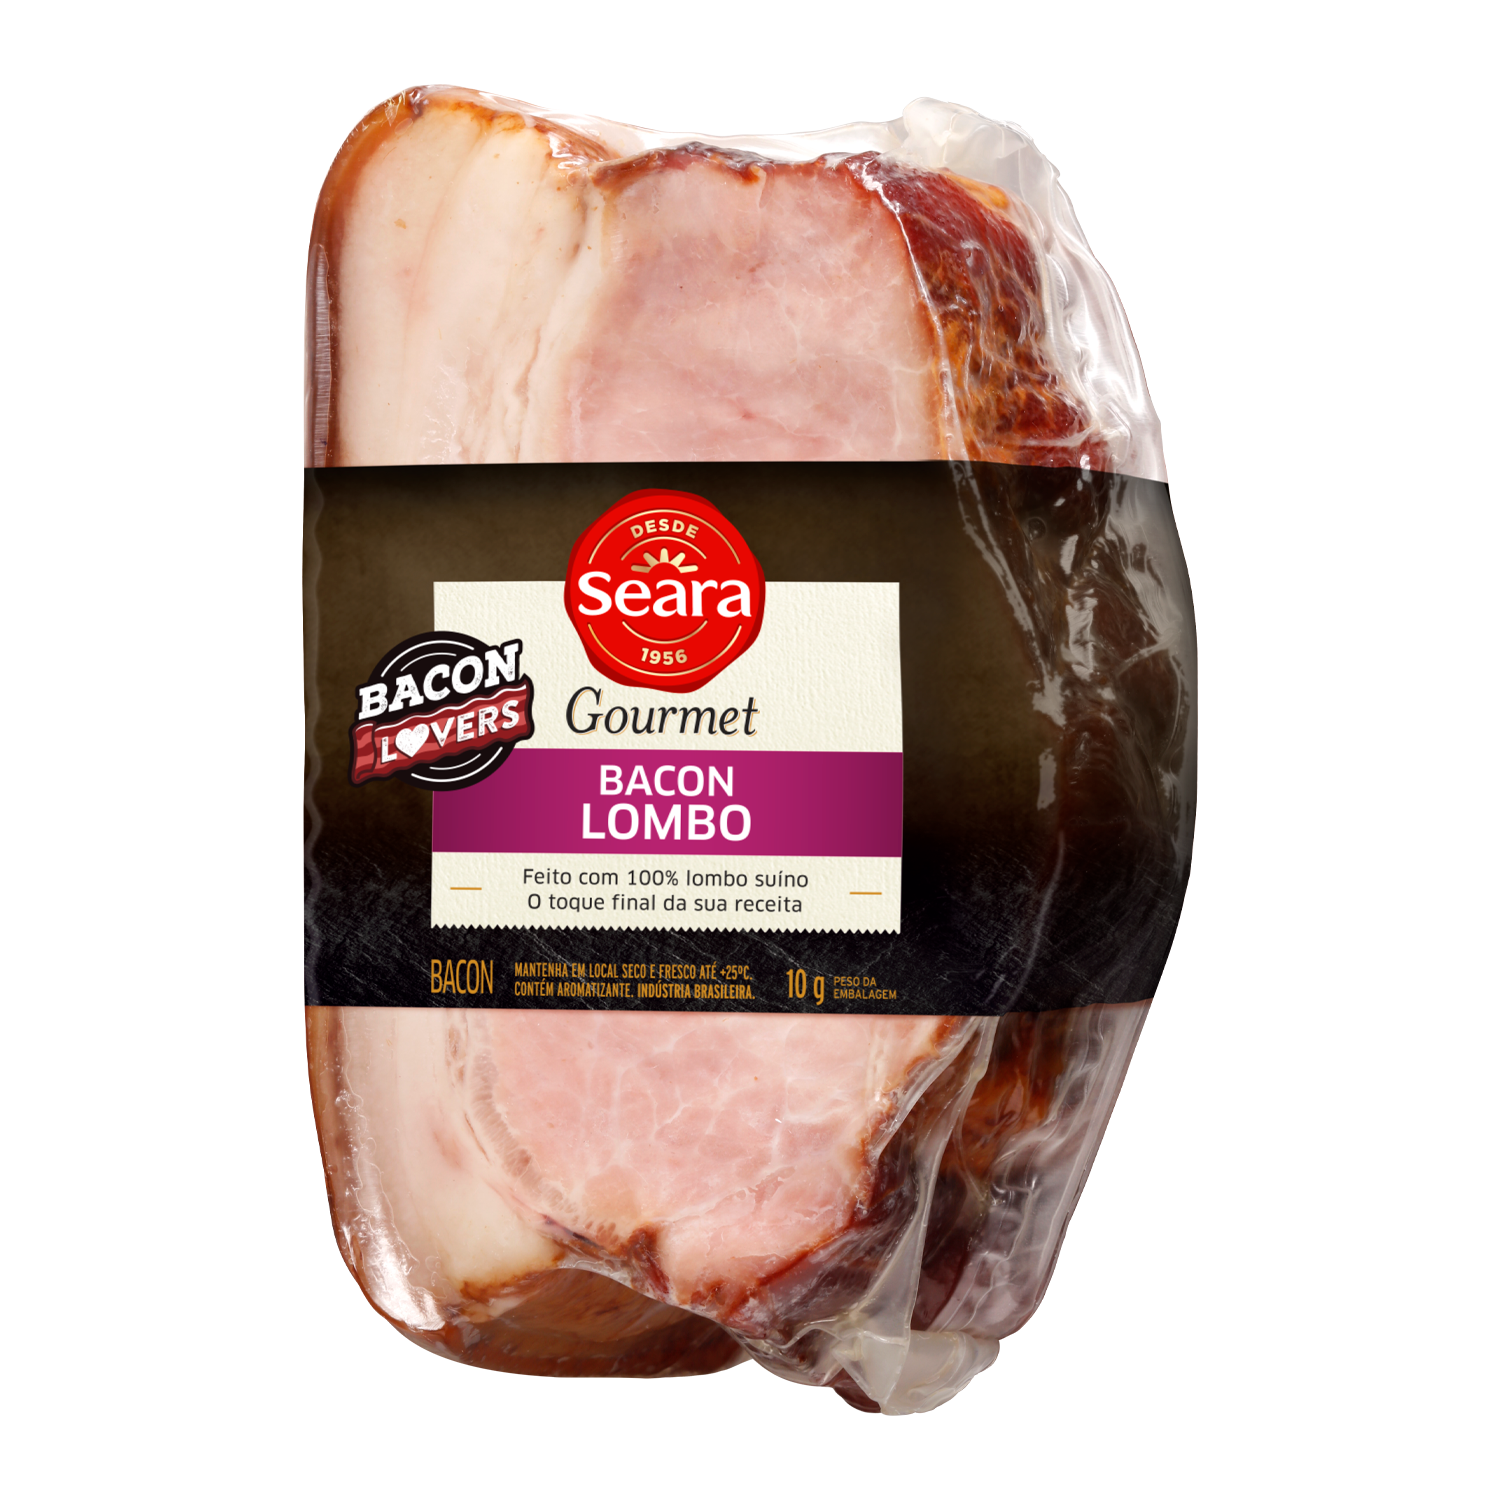 DESDE
Seara
1956
Gourmet
BACON
LOVERS
BACON
LOMBO
Feito com 100% lombo suíno
O toque final da sua receita
BACON
MANTENHA EM LOCAL SECO E FRESCO ATÉ +25ºC.
CONTÉM AROMATIZANTE. INDÚSTRIA BRASILEIRA.
10 g
PESO DA
EMBALAGEM